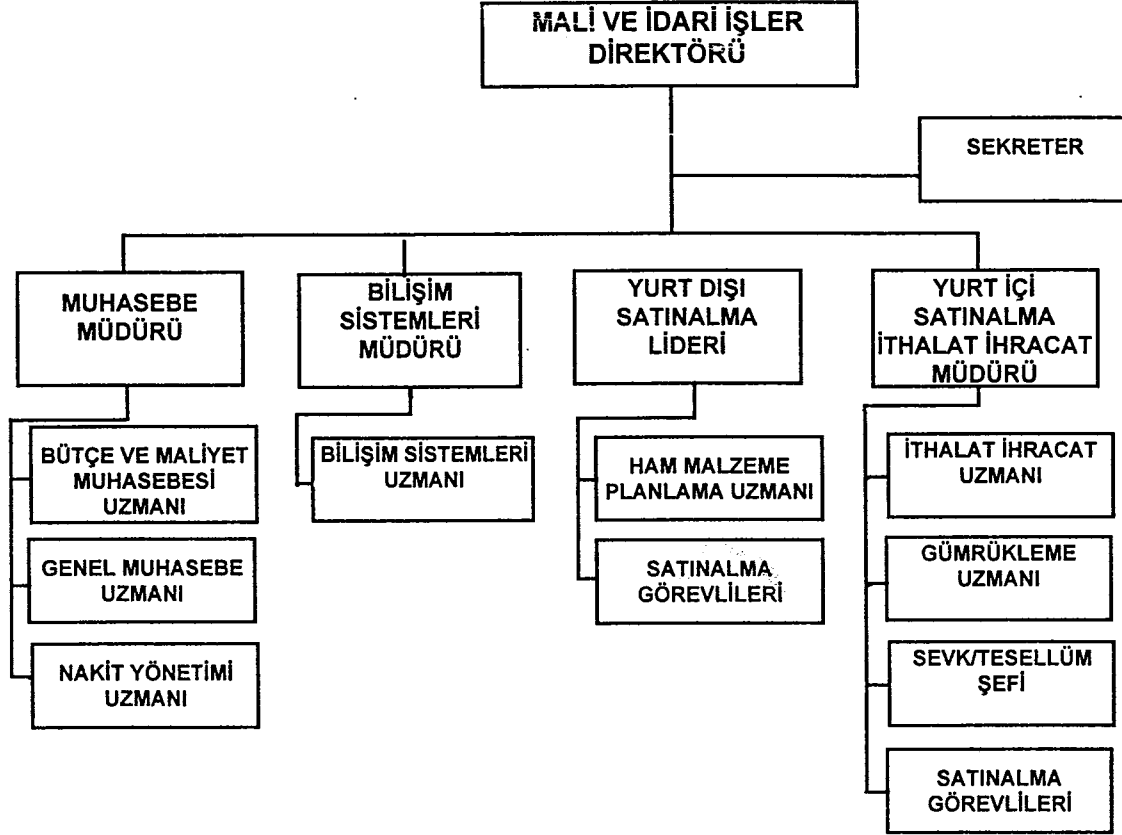 MALİ VE İDARİ İŞLER
DİREKTÖRÜ
SEKRETER
MUHASEBE
MÜDÜRÜ
BİLİŞİM
SİSTEMLERİ
MÜDÜRÜ
YURT DIŞI
SATINALMA
LİDERİ
YURT İÇİ
SATINALMA
İTHALAT İHRACAT
MÜDÜRÜ
BÜTÇE VE MALİYET
MUHASEBESİ
UZMANI
GENEL MUHASEBE
UZMANI
NAKİT YÖNETİMİ
UZMANI
BİLİŞİM SİSTEMLERİ
UZMANI
HAM MALZEME
PLANLAMA UZMANI
SATINALMA
GÖREVLİLERİ
İTHALAT İHRACAT
UZMANI
GÜMRÜKLEME
UZMANI
SEVK/TESELLÜM
ŞEFİ
SATINALMA
GÖREVLİLERİ